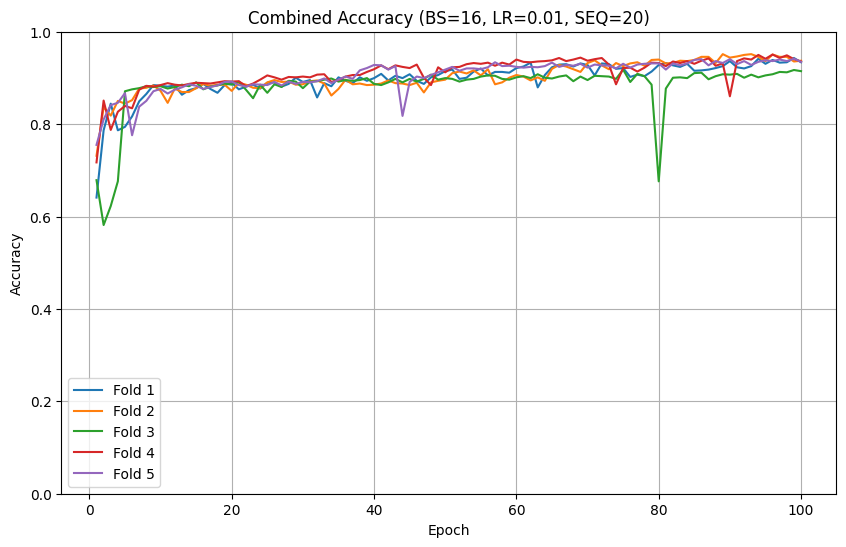 Combined Accuracy (BS=16, LR=0.01, SEQ=20)
1.0
0.8
0.6
0.4
0.2
0.0
Accuracy
Fold 1
Fold 2
Fold 3
Fold 4
Fold 5
0 20 40 60 80 100
Epoch